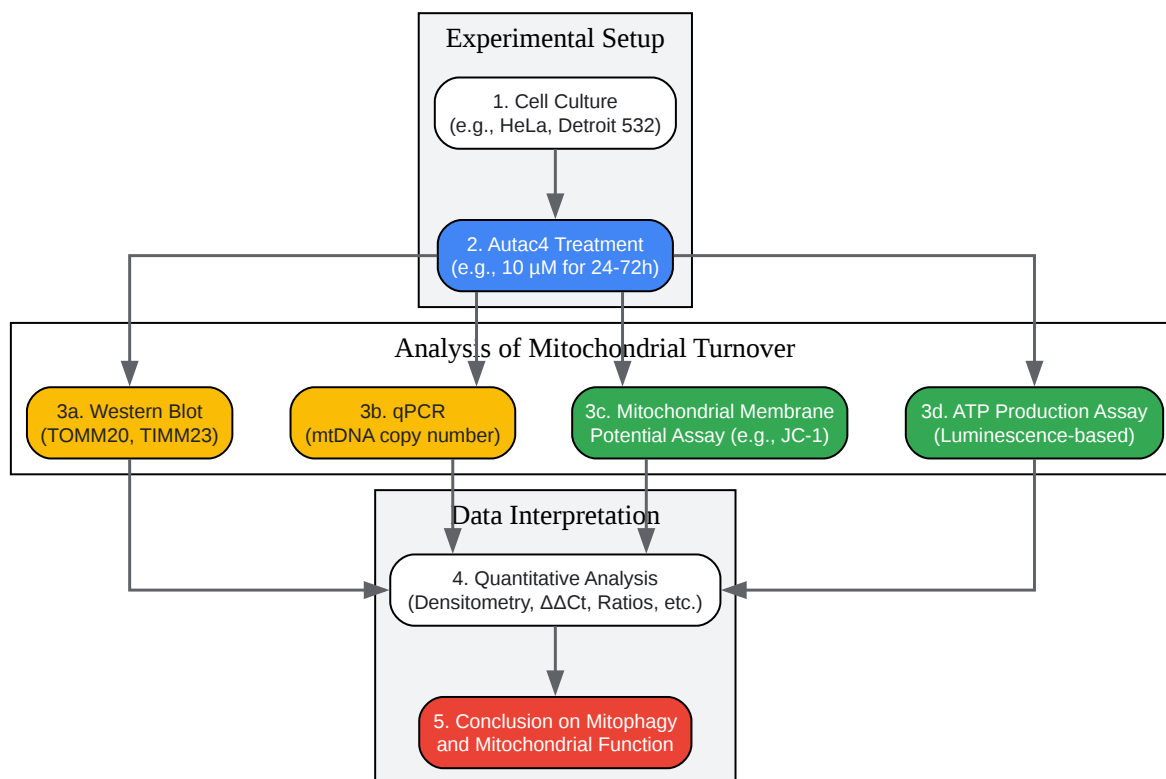 Experimental Setup
1. Cell Culture
(e.g., HeLa, Detroit 532)
2. Autac4 Treatment
(e.g., 10 µM for 24-72h)
Analysis of Mitochondrial Turnover
3a. Western Blot
(TOMM20, TIMM23)
3b. qPCR
(mtDNA copy number)
3c. Mitochondrial Membrane
Potential Assay (e.g., JC-1)
3d. ATP Production Assay
(Luminescence-based)
Data Interpretation
4. Quantitative Analysis
(Densitometry, ΔΔCt, Ratios, etc.)
5. Conclusion on Mitophagy
and Mitochondrial Function